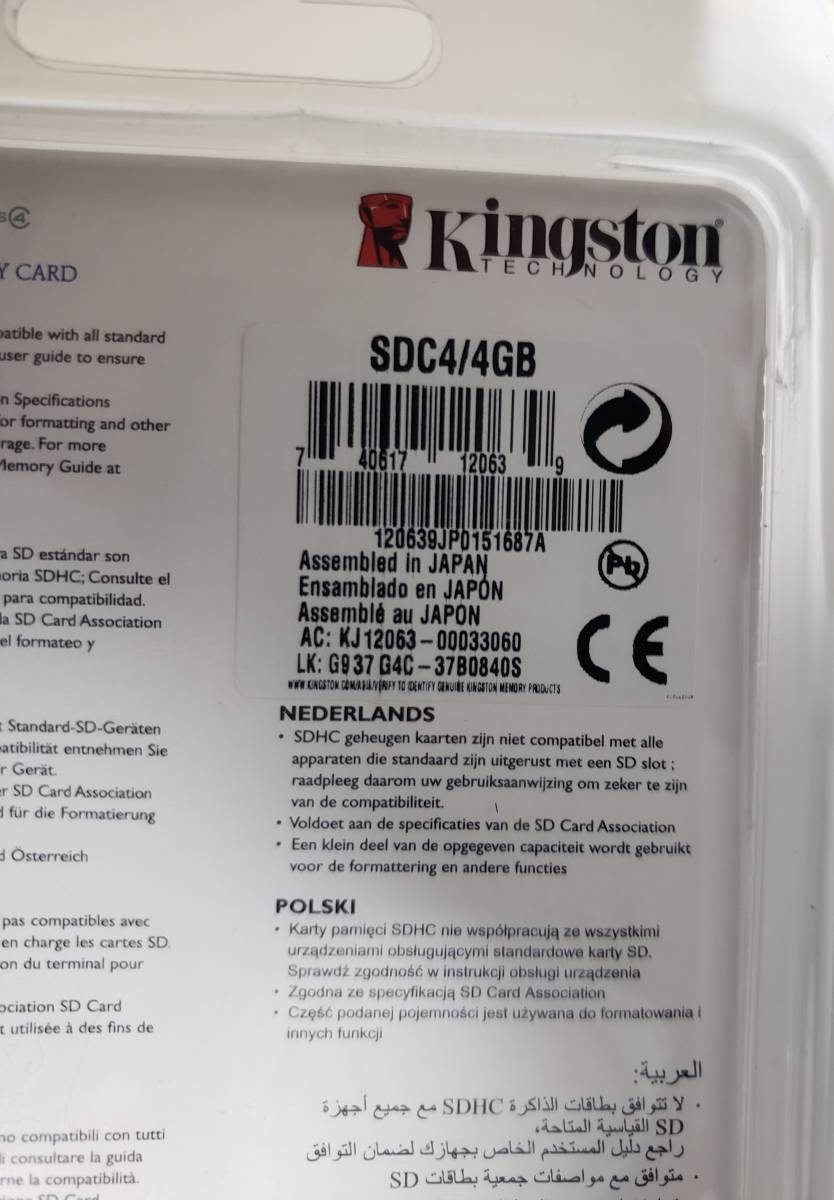 4
Y CARD
patible with all standard
user guide to ensure
n Specifications
or formatting and other
rage. For more
Memory Guide at
a SD estándar son
noria SDHC; Consulte el
para compatibilidad.
la SD Card Association
el formateo y
t Standard-SD-Geräten
patibilität entnehmen Sie
r Gerät.
er SD Card Association
d für die Formatierung
d Österreich
pas compatibles avec
en charge les cartes SD.
on du terminal pour
ociation SD Card
t utilisée à des fins de
no compatibili con tutti
li consultare la guida
rne la compatibilità.
Kingston®
TECHNOLOGY
SDC4/4GB
7 40617 12063 9
120639JP0151687A
Assembled in JAPAN
Ensamblado en JAPÓN
Assemblé au JAPON
AC: KJ12063-00033060
LK: G937 G4C-37B0840S
WWW.KINGSTON.COM/ASIA/VERIFY TO IDENTIFY GENUINE KINGSTON MEMORY PRODUCTS
Pb
CE
NEDERLANDS
• SDHC geheugen kaarten zijn niet compatibel met alle
apparaten die standaard zijn uitgerust met een SD slot ;
raadpleeg daarom uw gebruiksaanwijzing om zeker te zijn
van de compatibiliteit.
• Voldoet aan de specificaties van de SD Card Association
• Een klein deel van de opgegeven capaciteit wordt gebruikt
voor de formattering en andere functies
POLSKI
• Karty pamięci SDHC nie współpracują ze wszystkimi
urządzeniami obsługującymi standardowe karty SD.
Sprawdź zgodność w instrukcji obsługi urządzenia
• Zgodna ze specyfikacją SD Card Association
• Część podanej pojemności jest używana do formatowania i
innych funkcji
العربية:
• لا تتوافق بطاقات الذاكرة SDHC مع جميع أجهزة
SD القياسية المتاحة،
راجع دليل المستخدم الخاص بجهازك لضمان التوافق
• متوافق مع مواصفات جمعية بطاقات SD